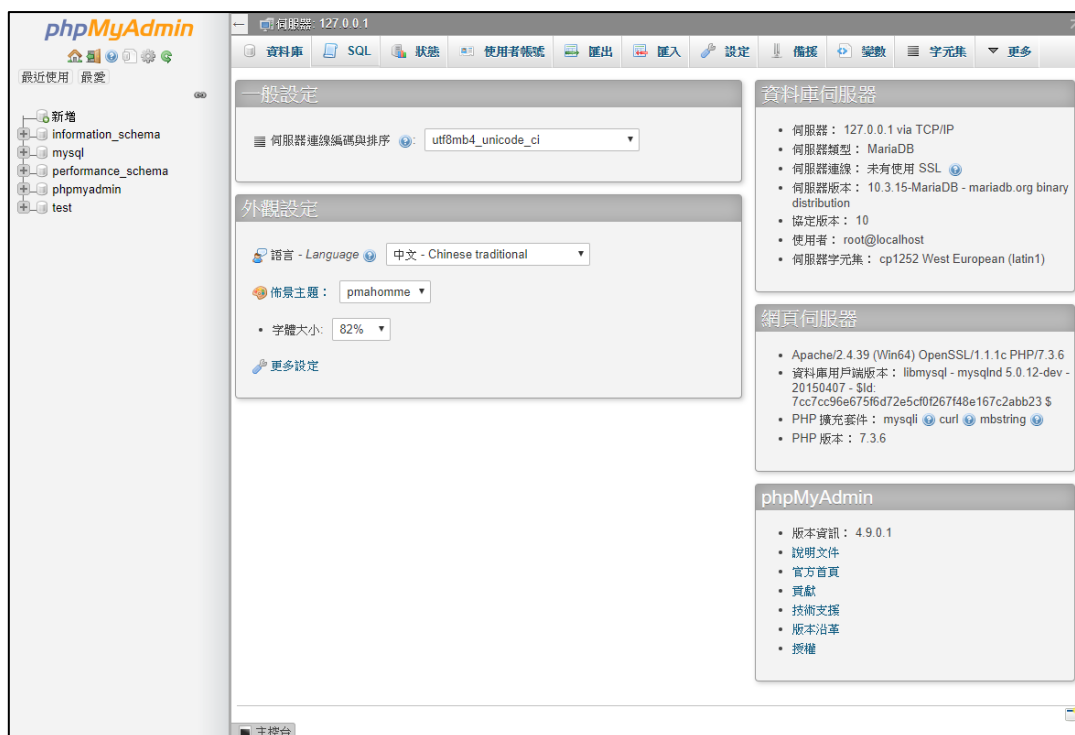 phpMyAdmin
最近使用 最愛
新增
information_schema
mysql
performance_schema
phpmyadmin
test
伺服器: 127.0.0.1
資料庫 SQL 狀態 使用者帳號 匯出 匯入 設定 備援 變數 字元集 更多
一般設定
伺服器連線編碼與排序 : utf8mb4_unicode_ci
外觀設定
語言 - Language 中文 - Chinese traditional
佈景主題： pmahomme
字體大小: 82%
更多設定
資料庫伺服器
伺服器： 127.0.0.1 via TCP/IP
伺服器類型： MariaDB
伺服器連線： 未有使用 SSL
伺服器版本： 10.3.15-MariaDB - mariadb.org binary
distribution
協定版本： 10
使用者： root@localhost
伺服器字元集： cp1252 West European (latin1)
網頁伺服器
Apache/2.4.39 (Win64) OpenSSL/1.1.1c PHP/7.3.6
資料庫用戶端版本： libmysql - mysqlnd 5.0.12-dev -
20150407 - $Id:
7cc7cc96e675f6d72e5cf0f267f48e167c2abb23 $
PHP 擴充套件： mysqli curl mbstring
PHP 版本： 7.3.6
phpMyAdmin
版本資訊： 4.9.0.1
說明文件
官方首頁
貢獻
技術支援
版本沿革
授權
主控台